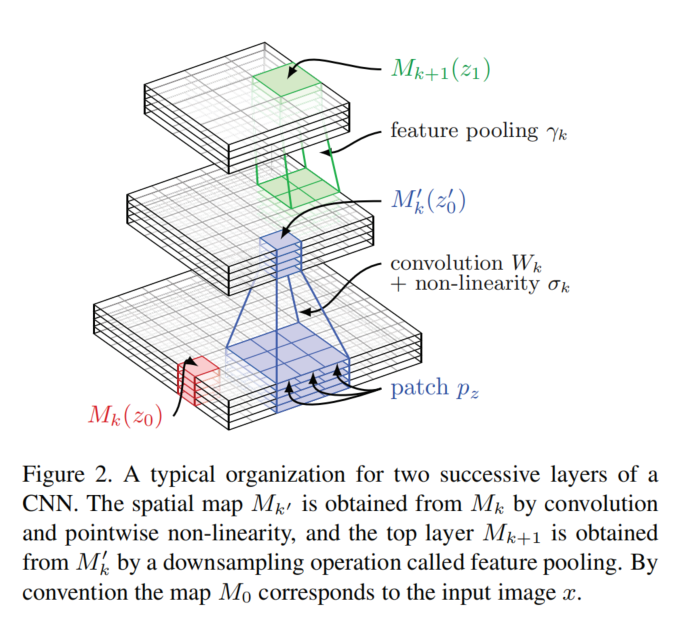 M_{k+1}(z_1)
feature pooling γ_k
M'_k(z'_0)
convolution W_k
+ non-linearity σ_k
patch p_z
M_k(z_0)
Figure 2. A typical organization for two successive layers of a
CNN. The spatial map M_{k'} is obtained from M_k by convolution
and pointwise non-linearity, and the top layer M_{k+1} is obtained
from M'_k by a downsampling operation called feature pooling. By
convention the map M_0 corresponds to the input image x.